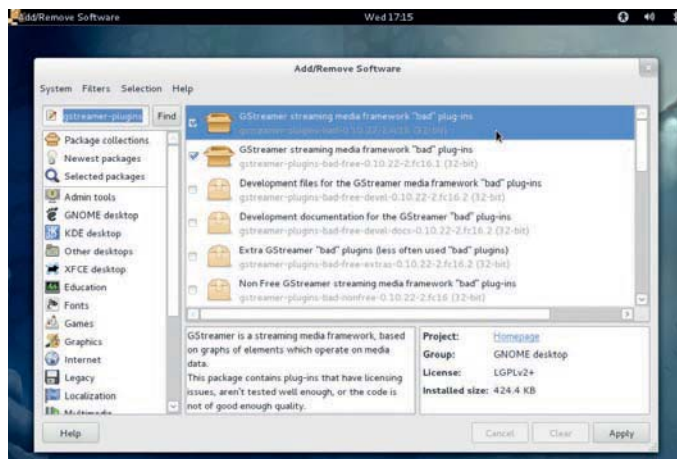 Add/Remove Software
Wed 17:15
Add/Remove Software
System Filters Selection Help
gstreamer-plugins
Find
Package collections
Newest packages
Selected packages
Admin tools
GNOME desktop
KDE desktop
Other desktops
XFCE desktop
Education
Fonts
Games
Graphics
Internet
Legacy
Localization
Multimedia
GStreamer streaming media framework "bad" plug-ins
GStreamer streaming media framework "bad" plug-ins
gstreamer-plugins-bad-free-0.10.22-2.fc16.1 (32-bit)
Development files for the GStreamer media framework "bad" plug-ins
gstreamer-plugins-bad-free-devel-0.10.22-2.fc16.2 (32-bit)
Development documentation for the GStreamer "bad" plug-ins
gstreamer-plugins-bad-free-devel-docs-0.10.22-2.fc16.2 (32-bit)
Extra GStreamer "bad" plugins (less often used "bad" plugins)
gstreamer-plugins-bad-free-extras-0.10.22-2.fc16.2 (32-bit)
Non Free GStreamer streaming media framework "bad" plug-ins
gstreamer-plugins-bad-nonfree-0.10.22-2.fc16 (32-bit)
GStreamer is a streaming media framework, based
on graphs of elements which operate on media
data.
This package contains plug-ins that have licensing
issues, aren't tested well enough, or the code is
not of good enough quality.
Project: Homepage
Group: GNOME desktop
License: LGPLv2+
Installed size: 424.4 KB
Help
Cancel
Clear
Apply